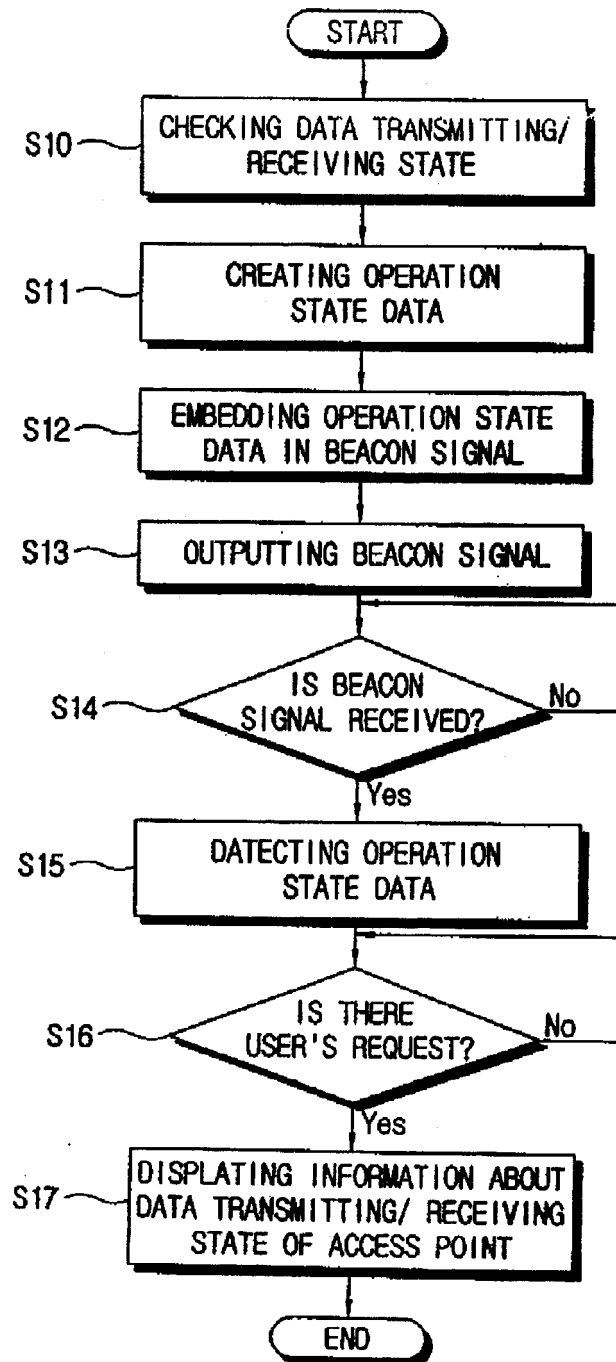 START
S10
CHECKING DATA TRANSMITTING/
RECEIVING STATE
S11
CREATING OPERATION
STATE DATA
S12
EMBEDDING OPERATION STATE
DATA IN BEACON SIGNAL
S13
OUTPUTTING BEACON SIGNAL
S14
IS BEACON
SIGNAL RECEIVED?
No
Yes
S15
DATECTING OPERATION
STATE DATA
S16
IS THERE
USER'S REQUEST?
No
Yes
S17
DISPLATING INFORMATION ABOUT
DATA TRANSMITTING/ RECEIVING
STATE OF ACCESS POINT
END